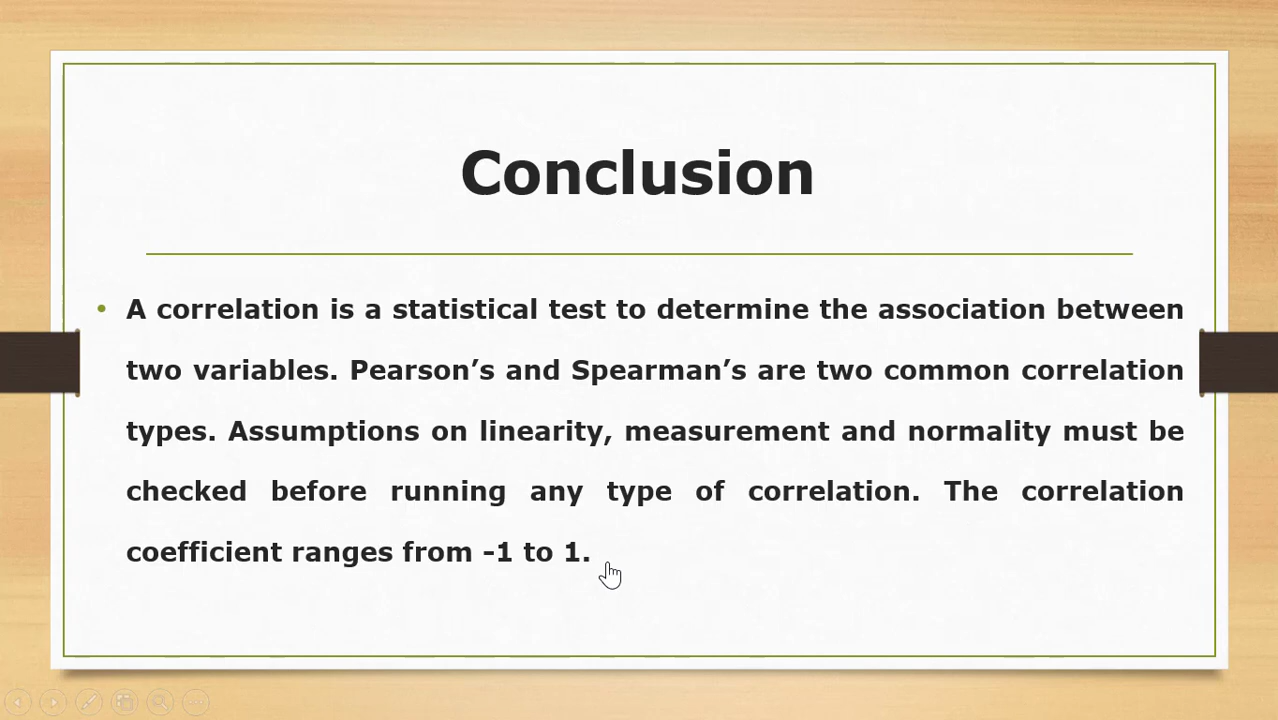 Conclusion
• A correlation is a statistical test to determine the association between
two variables. Pearson’s and Spearman’s are two common correlation
types. Assumptions on linearity, measurement and normality must be
checked before running any type of correlation. The correlation
coefficient ranges from -1 to 1.